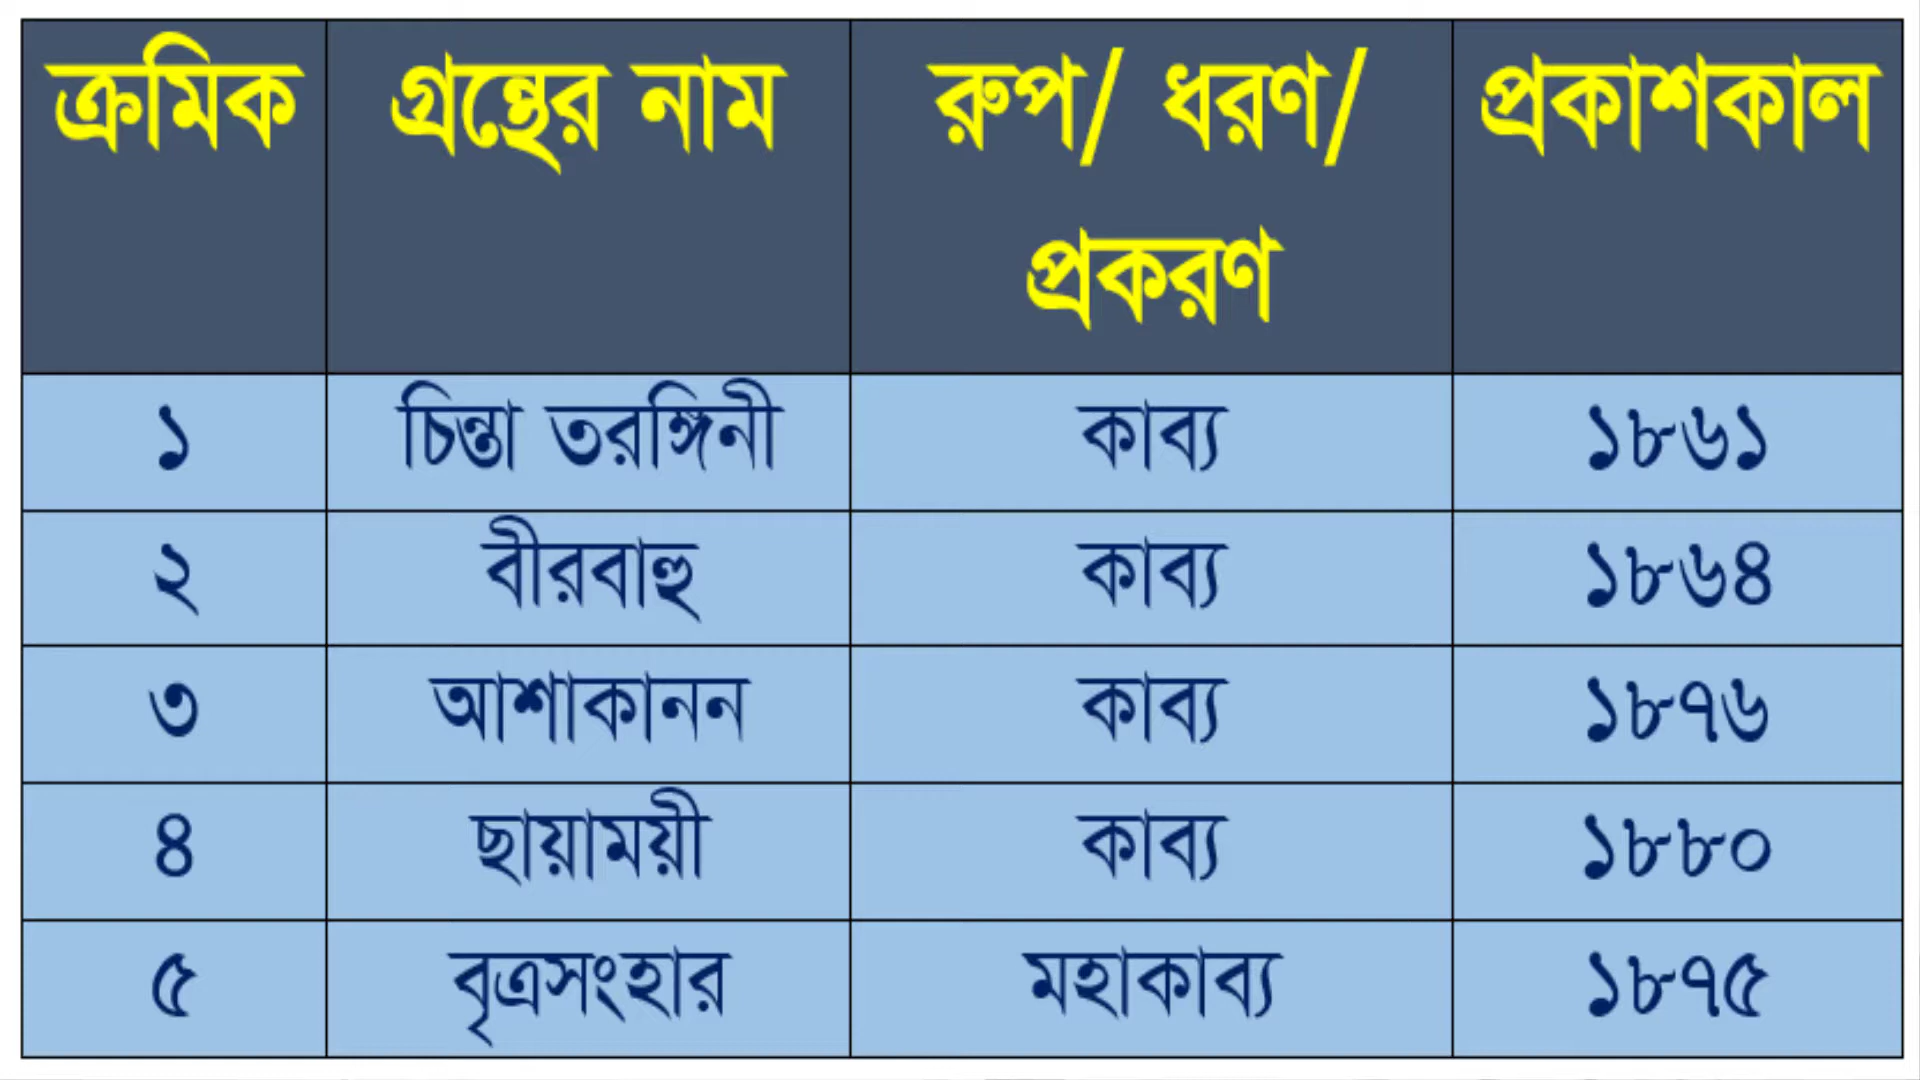 ক্রমিক গ্রন্থের নাম রুপ/ ধরণ/ প্রকাশকাল
প্রকরণ
১ চিন্তা তরঙ্গিনী কাব্য ১৮৬১
২ বীরবাহু কাব্য ১৮৬৪
৩ আশাকানন কাব্য ১৮৭৬
৪ ছায়াময়ী কাব্য ১৮৮০
৫ বৃত্রসংহার মহাকাব্য ১৮৭৫